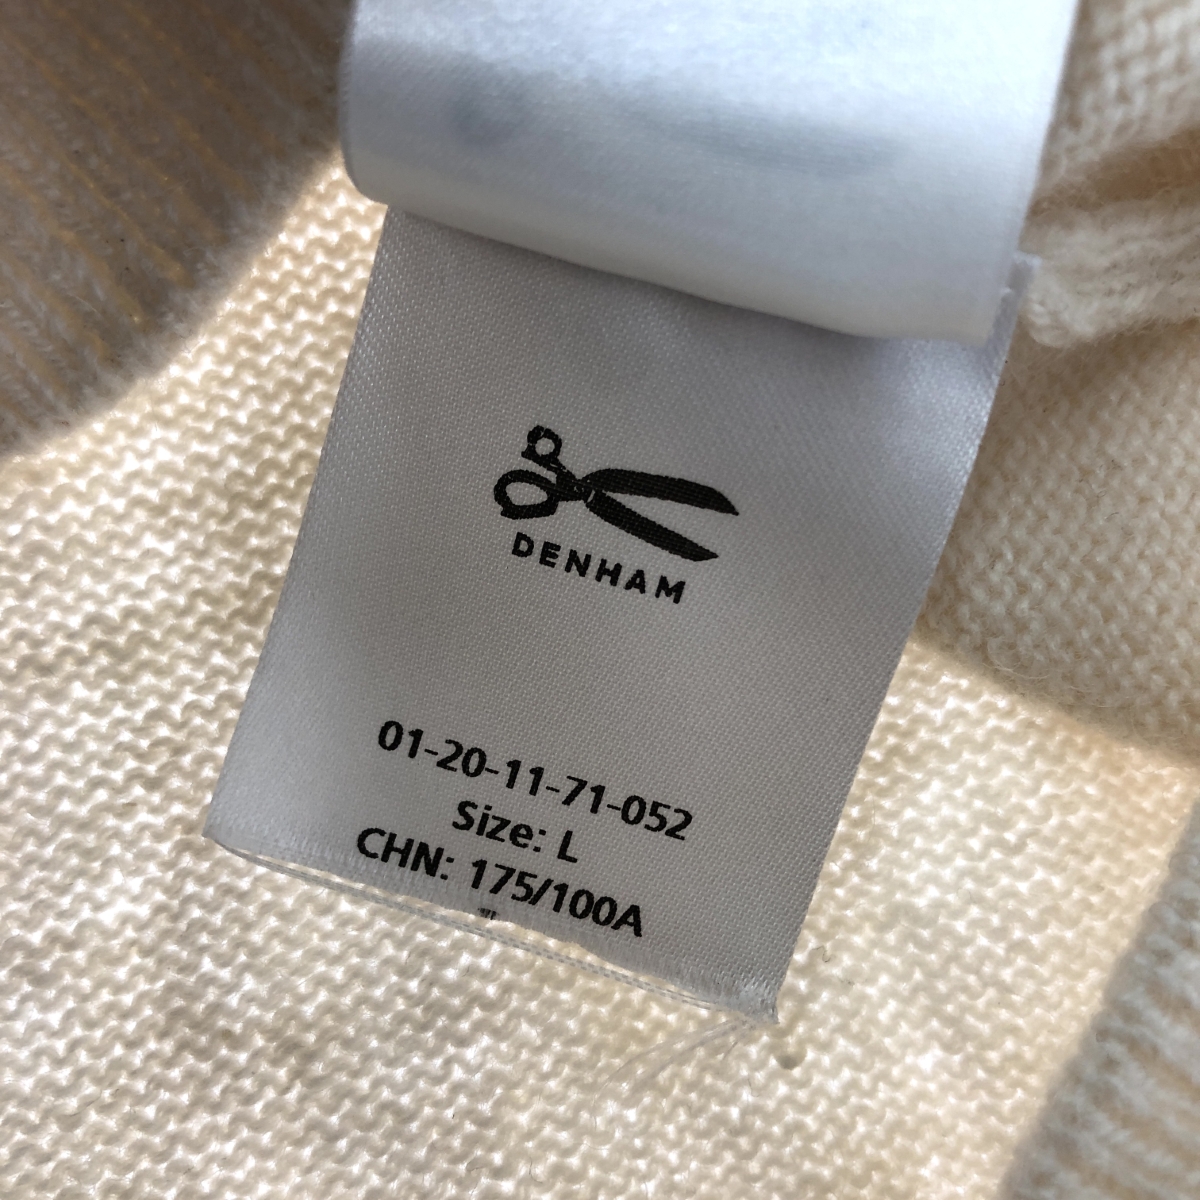 DENHAM
01-20-11-71-052
Size: L
CHN: 175/100A